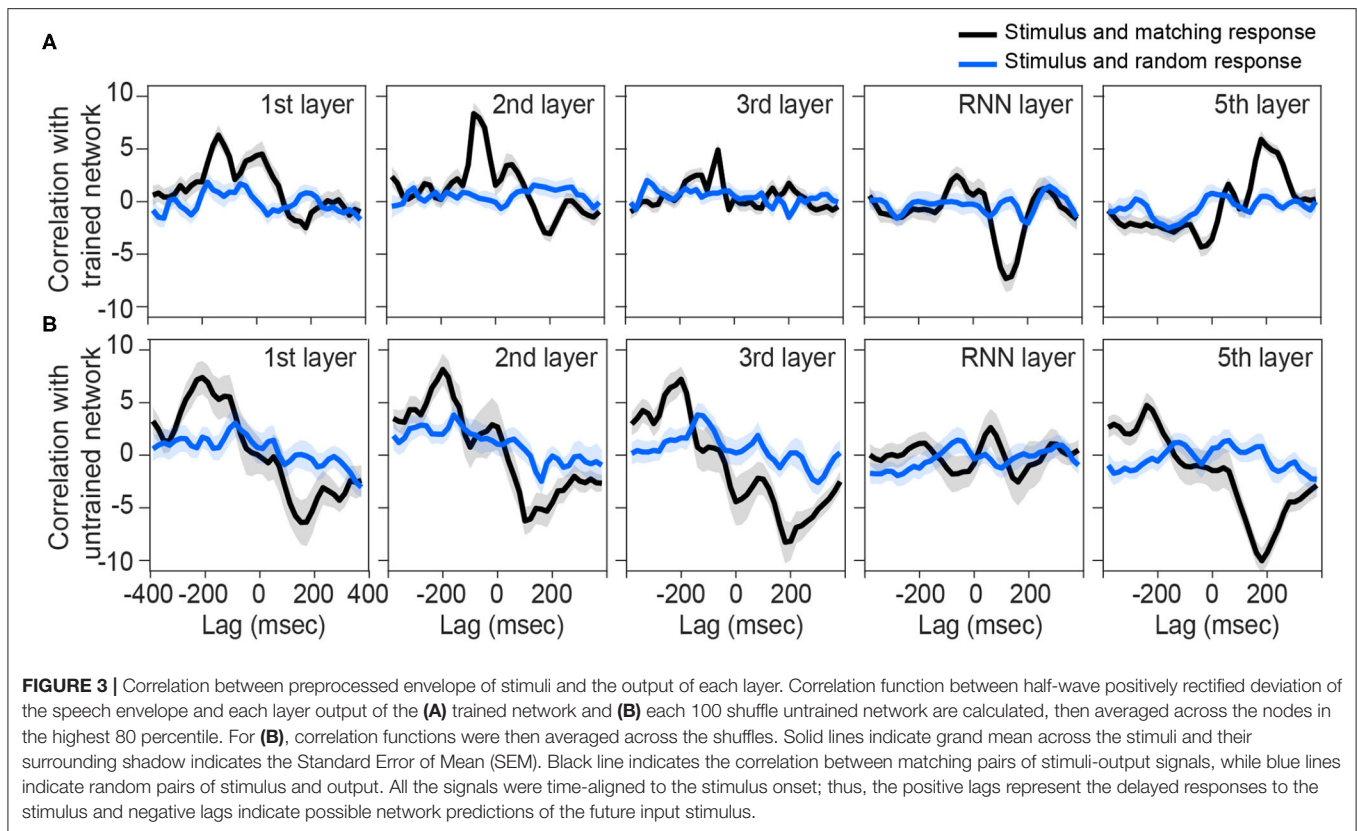 A
Stimulus and matching response
Stimulus and random response
Correlation with
trained network
10
5
0
-5
-10
1st layer
2nd layer
3rd layer
RNN layer
5th layer
B
Correlation with
untrained network
10
5
0
-5
-10
1st layer
2nd layer
3rd layer
RNN layer
5th layer
-400 -200 0 200 400
-200 0 200
-200 0 200
-200 0 200
-200 0 200
Lag (msec)
Lag (msec)
Lag (msec)
Lag (msec)
Lag (msec)
FIGURE 3 | Correlation between preprocessed envelope of stimuli and the output of each layer. Correlation function between half-wave positively rectified deviation of
the speech envelope and each layer output of the (A) trained network and (B) each 100 shuffle untrained network are calculated, then averaged across the nodes in
the highest 80 percentile. For (B), correlation functions were then averaged across the shuffles. Solid lines indicate grand mean across the stimuli and their
surrounding shadow indicates the Standard Error of Mean (SEM). Black line indicates the correlation between matching pairs of stimuli-output signals, while blue lines
indicate random pairs of stimulus and output. All the signals were time-aligned to the stimulus onset; thus, the positive lags represent the delayed responses to the
stimulus and negative lags indicate possible network predictions of the future input stimulus.